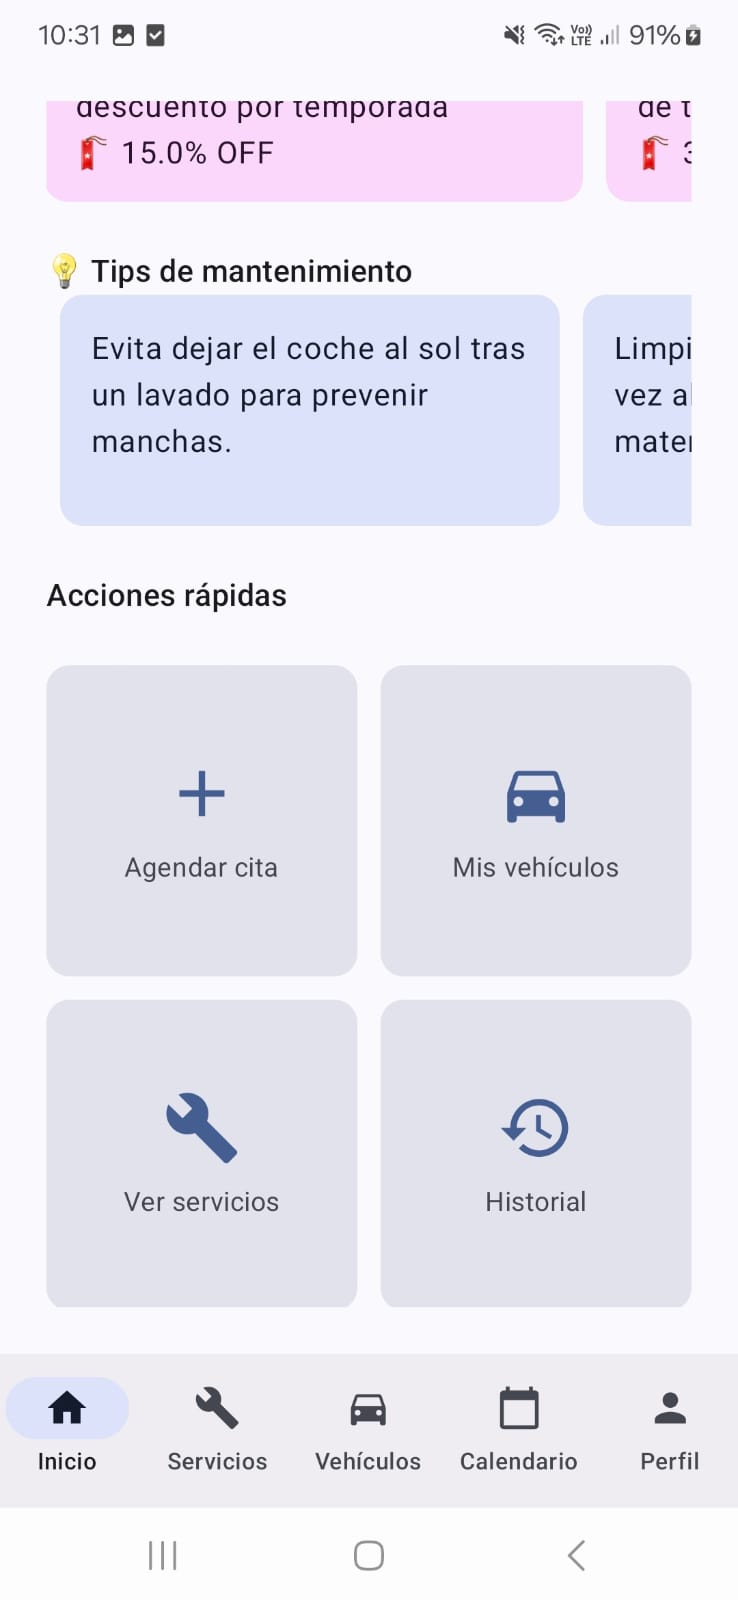 10:31
Vo)) LTE 91%
descuento por temporada
🧨 15.0% OFF
de t
🧨
💡 Tips de mantenimiento
Evita dejar el coche al sol tras
un lavado para prevenir
manchas.
Limpi
vez a
mater
Acciones rápidas
Agendar cita
Mis vehículos
Ver servicios
Historial
Inicio
Servicios
Vehículos
Calendario
Perfil